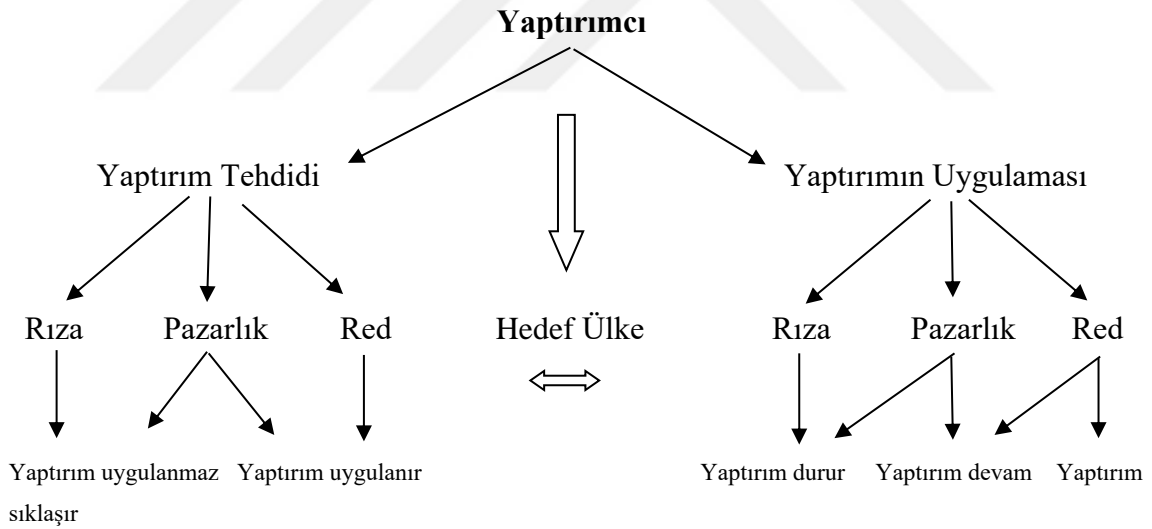 Yaptırımcı
Yaptırım Tehdidi Yaptırımın Uygulaması
Rıza Pazarlık Red Hedef Ülke Rıza Pazarlık Red
Yaptırım uygulanmaz Yaptırım uygulanır Yaptırım durur Yaptırım devam Yaptırım
sıklaşır